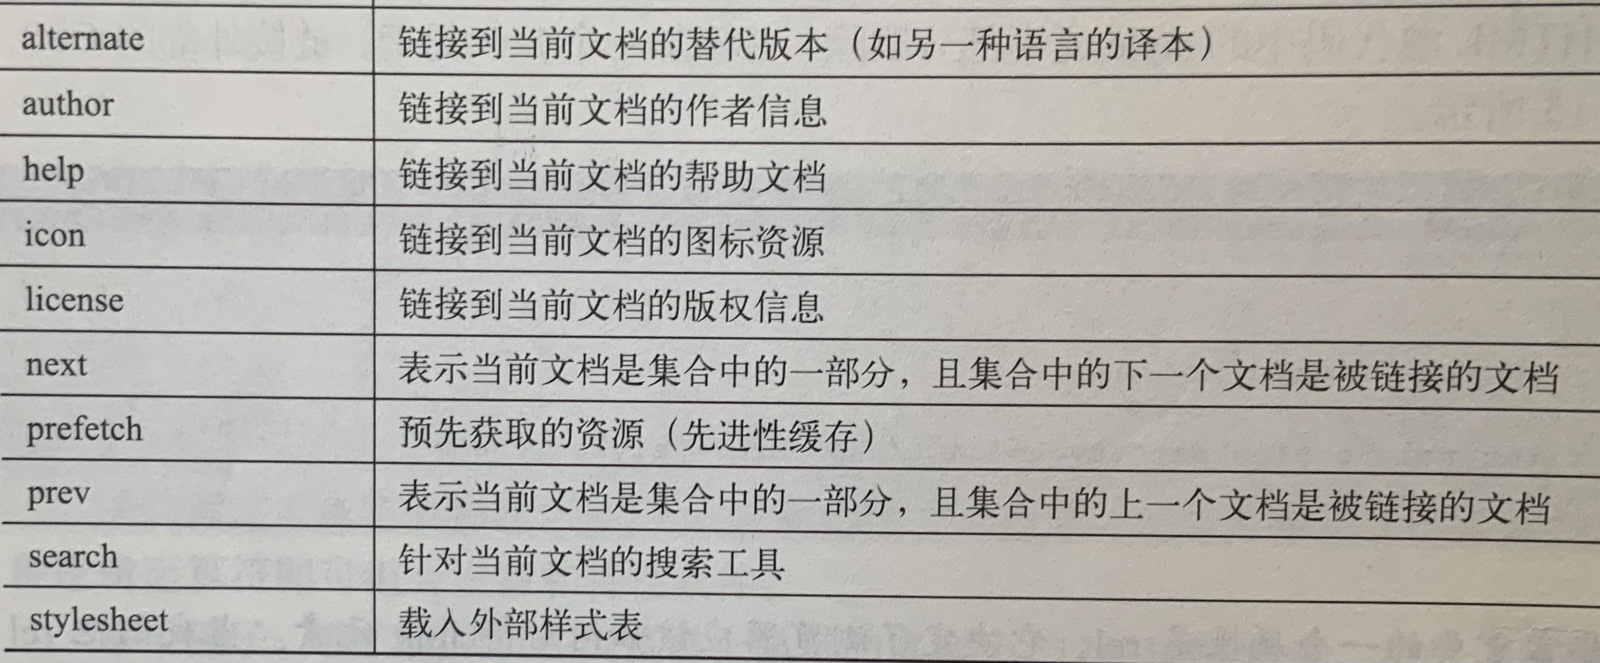 alternate 链接到当前文档的替代版本（如另一种语言的译本）
author 链接到当前文档的作者信息
help 链接到当前文档的帮助文档
icon 链接到当前文档的图标资源
license 链接到当前文档的版权信息
next 表示当前文档是集合中的一部分，且集合中的下一个文档是被链接的文档
prefetch 预先获取的资源（先进性缓存）
prev 表示当前文档是集合中的一部分，且集合中的上一个文档是被链接的文档
search 针对当前文档的搜索工具
stylesheet 载入外部样式表